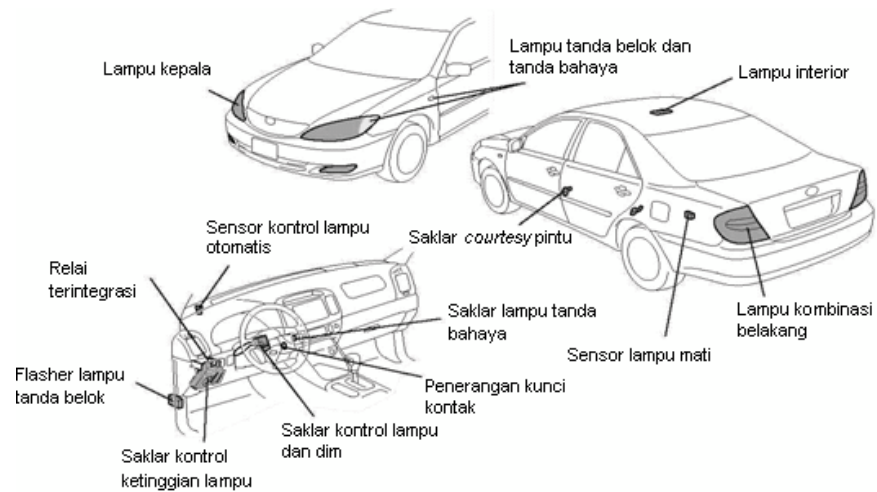 Lampu kepala
Lampu tanda belok dan
tanda bahaya
Lampu interior
Saklar courtesy pintu
Lampu kombinasi
belakang
Sensor lampu mati
Sensor kontrol lampu
otomatis
Relai
terintegrasi
Saklar lampu tanda
bahaya
Flasher lampu
tanda belok
Penerangan kunci
kontak
Saklar kontrol lampu
dan dim
Saklar kontrol
ketinggian lampu